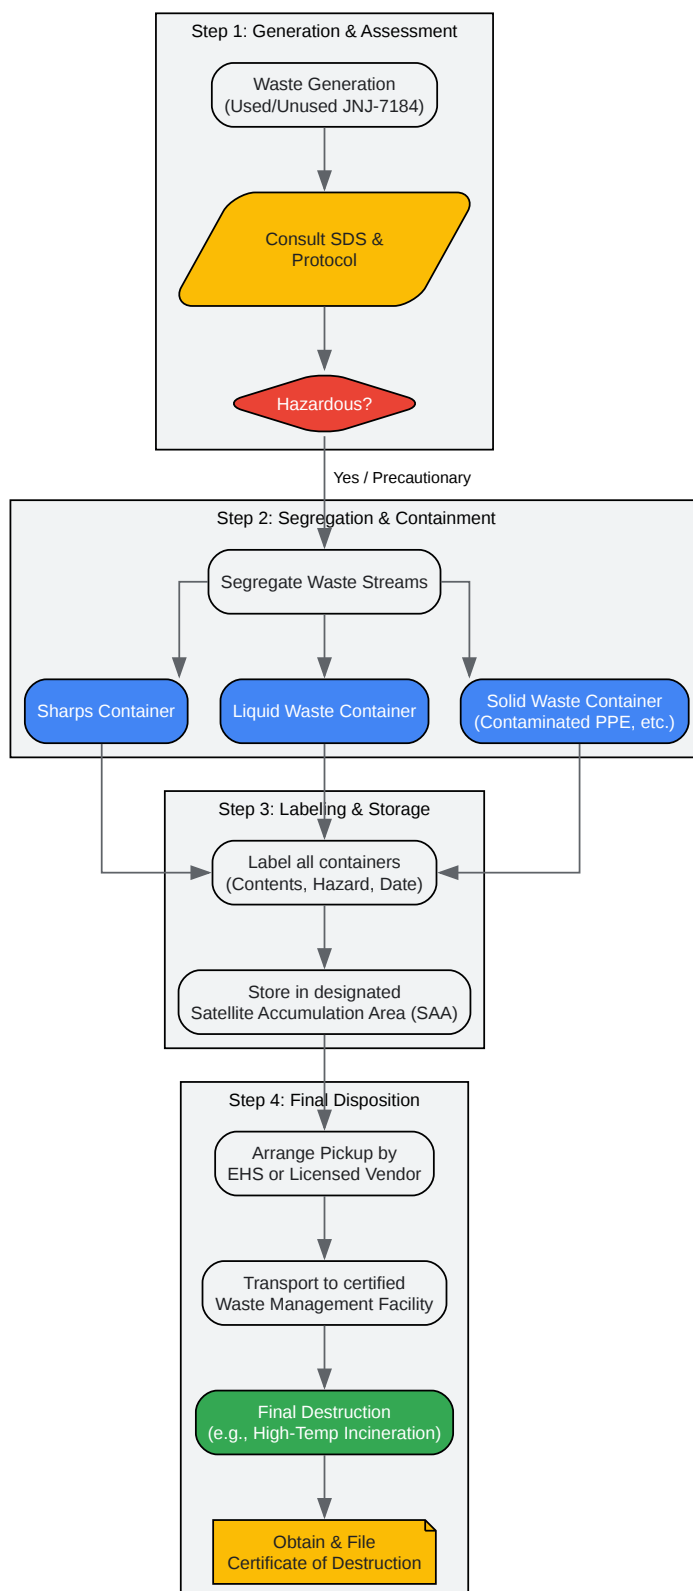 Step 1: Generation & Assessment
Waste Generation
(Used/Unused JNJ-7184)
Consult SDS &
Protocol
Hazardous?
Yes / Precautionary
Step 2: Segregation & Containment
Segregate Waste Streams
Sharps Container
Liquid Waste Container
Solid Waste Container
(Contaminated PPE, etc.)
Step 3: Labeling & Storage
Label all containers
(Contents, Hazard, Date)
Store in designated
Satellite Accumulation Area (SAA)
Step 4: Final Disposition
Arrange Pickup by
EHS or Licensed Vendor
Transport to certified
Waste Management Facility
Final Destruction
(e.g., High-Temp Incineration)
Obtain & File
Certificate of Destruction